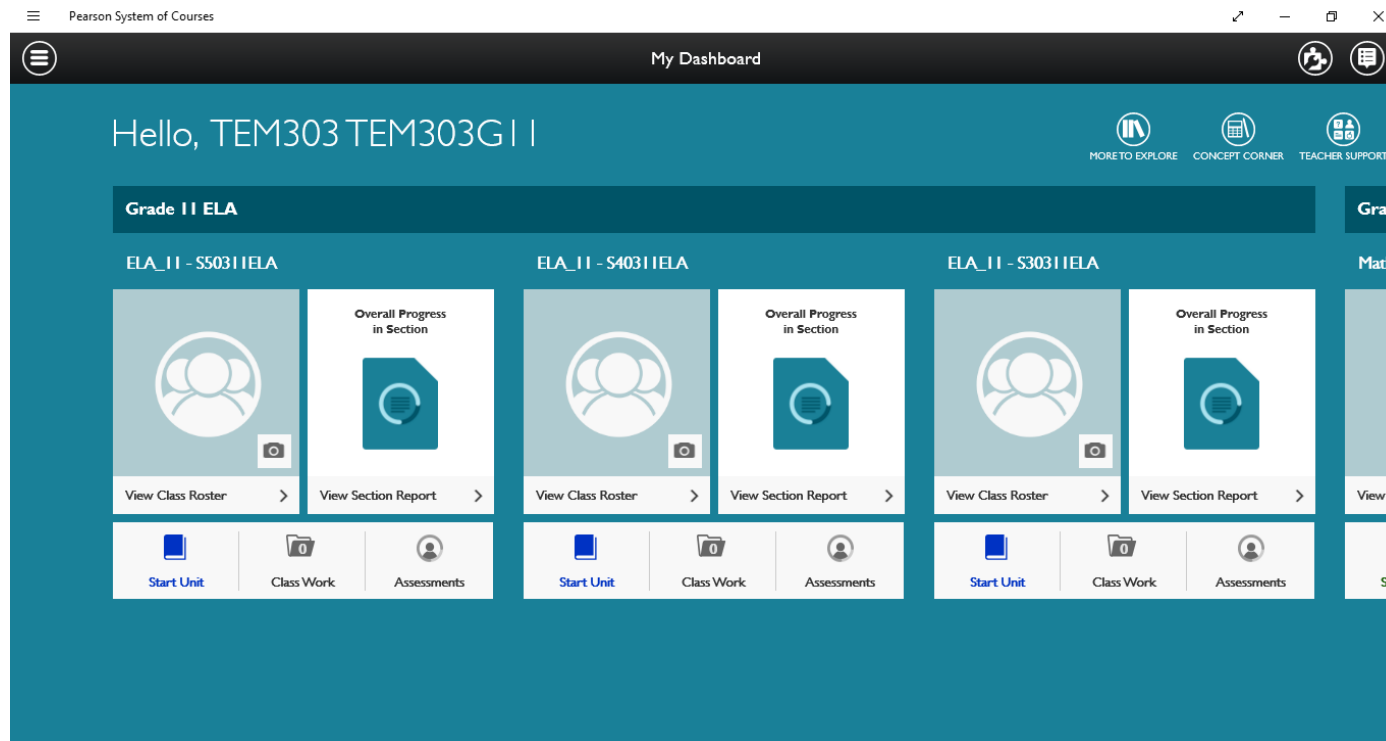 Pearson System of Courses
My Dashboard
Hello, TEM303 TEM303G11
MORE TO EXPLORE
CONCEPT CORNER
TEACHER SUPPORT
Grade 11 ELA
Gra
ELA_11 - S50311ELA
ELA_11 - S40311ELA
ELA_11 - S30311ELA
Mat
Overall Progress
in Section
Overall Progress
in Section
Overall Progress
in Section
View Class Roster
View Section Report
View Class Roster
View Section Report
View Class Roster
View Section Report
View
0
0
0
Start Unit
Class Work
Assessments
Start Unit
Class Work
Assessments
Start Unit
Class Work
Assessments
S